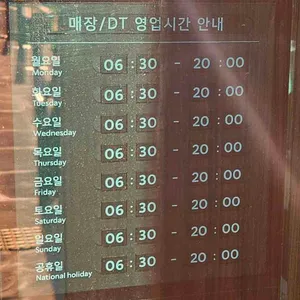 매장/DT 영업시간 안내
월요일 06 : 30 - 20 : 00
Monday
화요일 06 : 30 - 20 : 00
Tuesday
수요일 06 : 30 - 20 : 00
Wednesday
목요일 06 : 30 - 20 : 00
Thursday
금요일 06 : 30 - 20 : 00
Friday
토요일 06 : 30 - 20 : 00
Saturday
일요일 06 : 30 - 20 : 00
Sunday
공휴일 06 : 30 - 20 : 00
National holiday